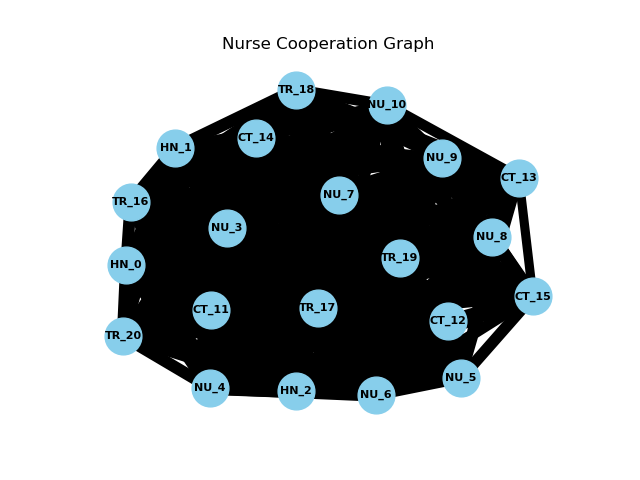 Nurse Cooperation Graph
TR_18
NU_10
CT_14
HN_1
NU_9
CT_13
NU_7
TR_16
NU_3
NU_8
TR_19
HN_0
CT_15
CT_11
TR_17
CT_12
TR_20
NU_5
NU_4
HN_2
NU_6